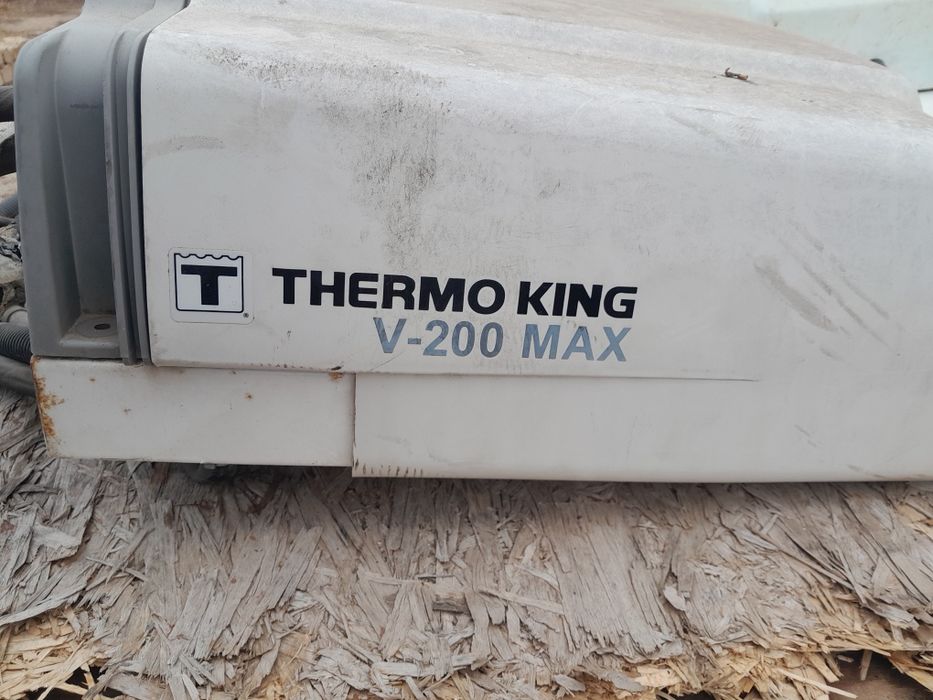 T THERMO KING
V-200 MAX